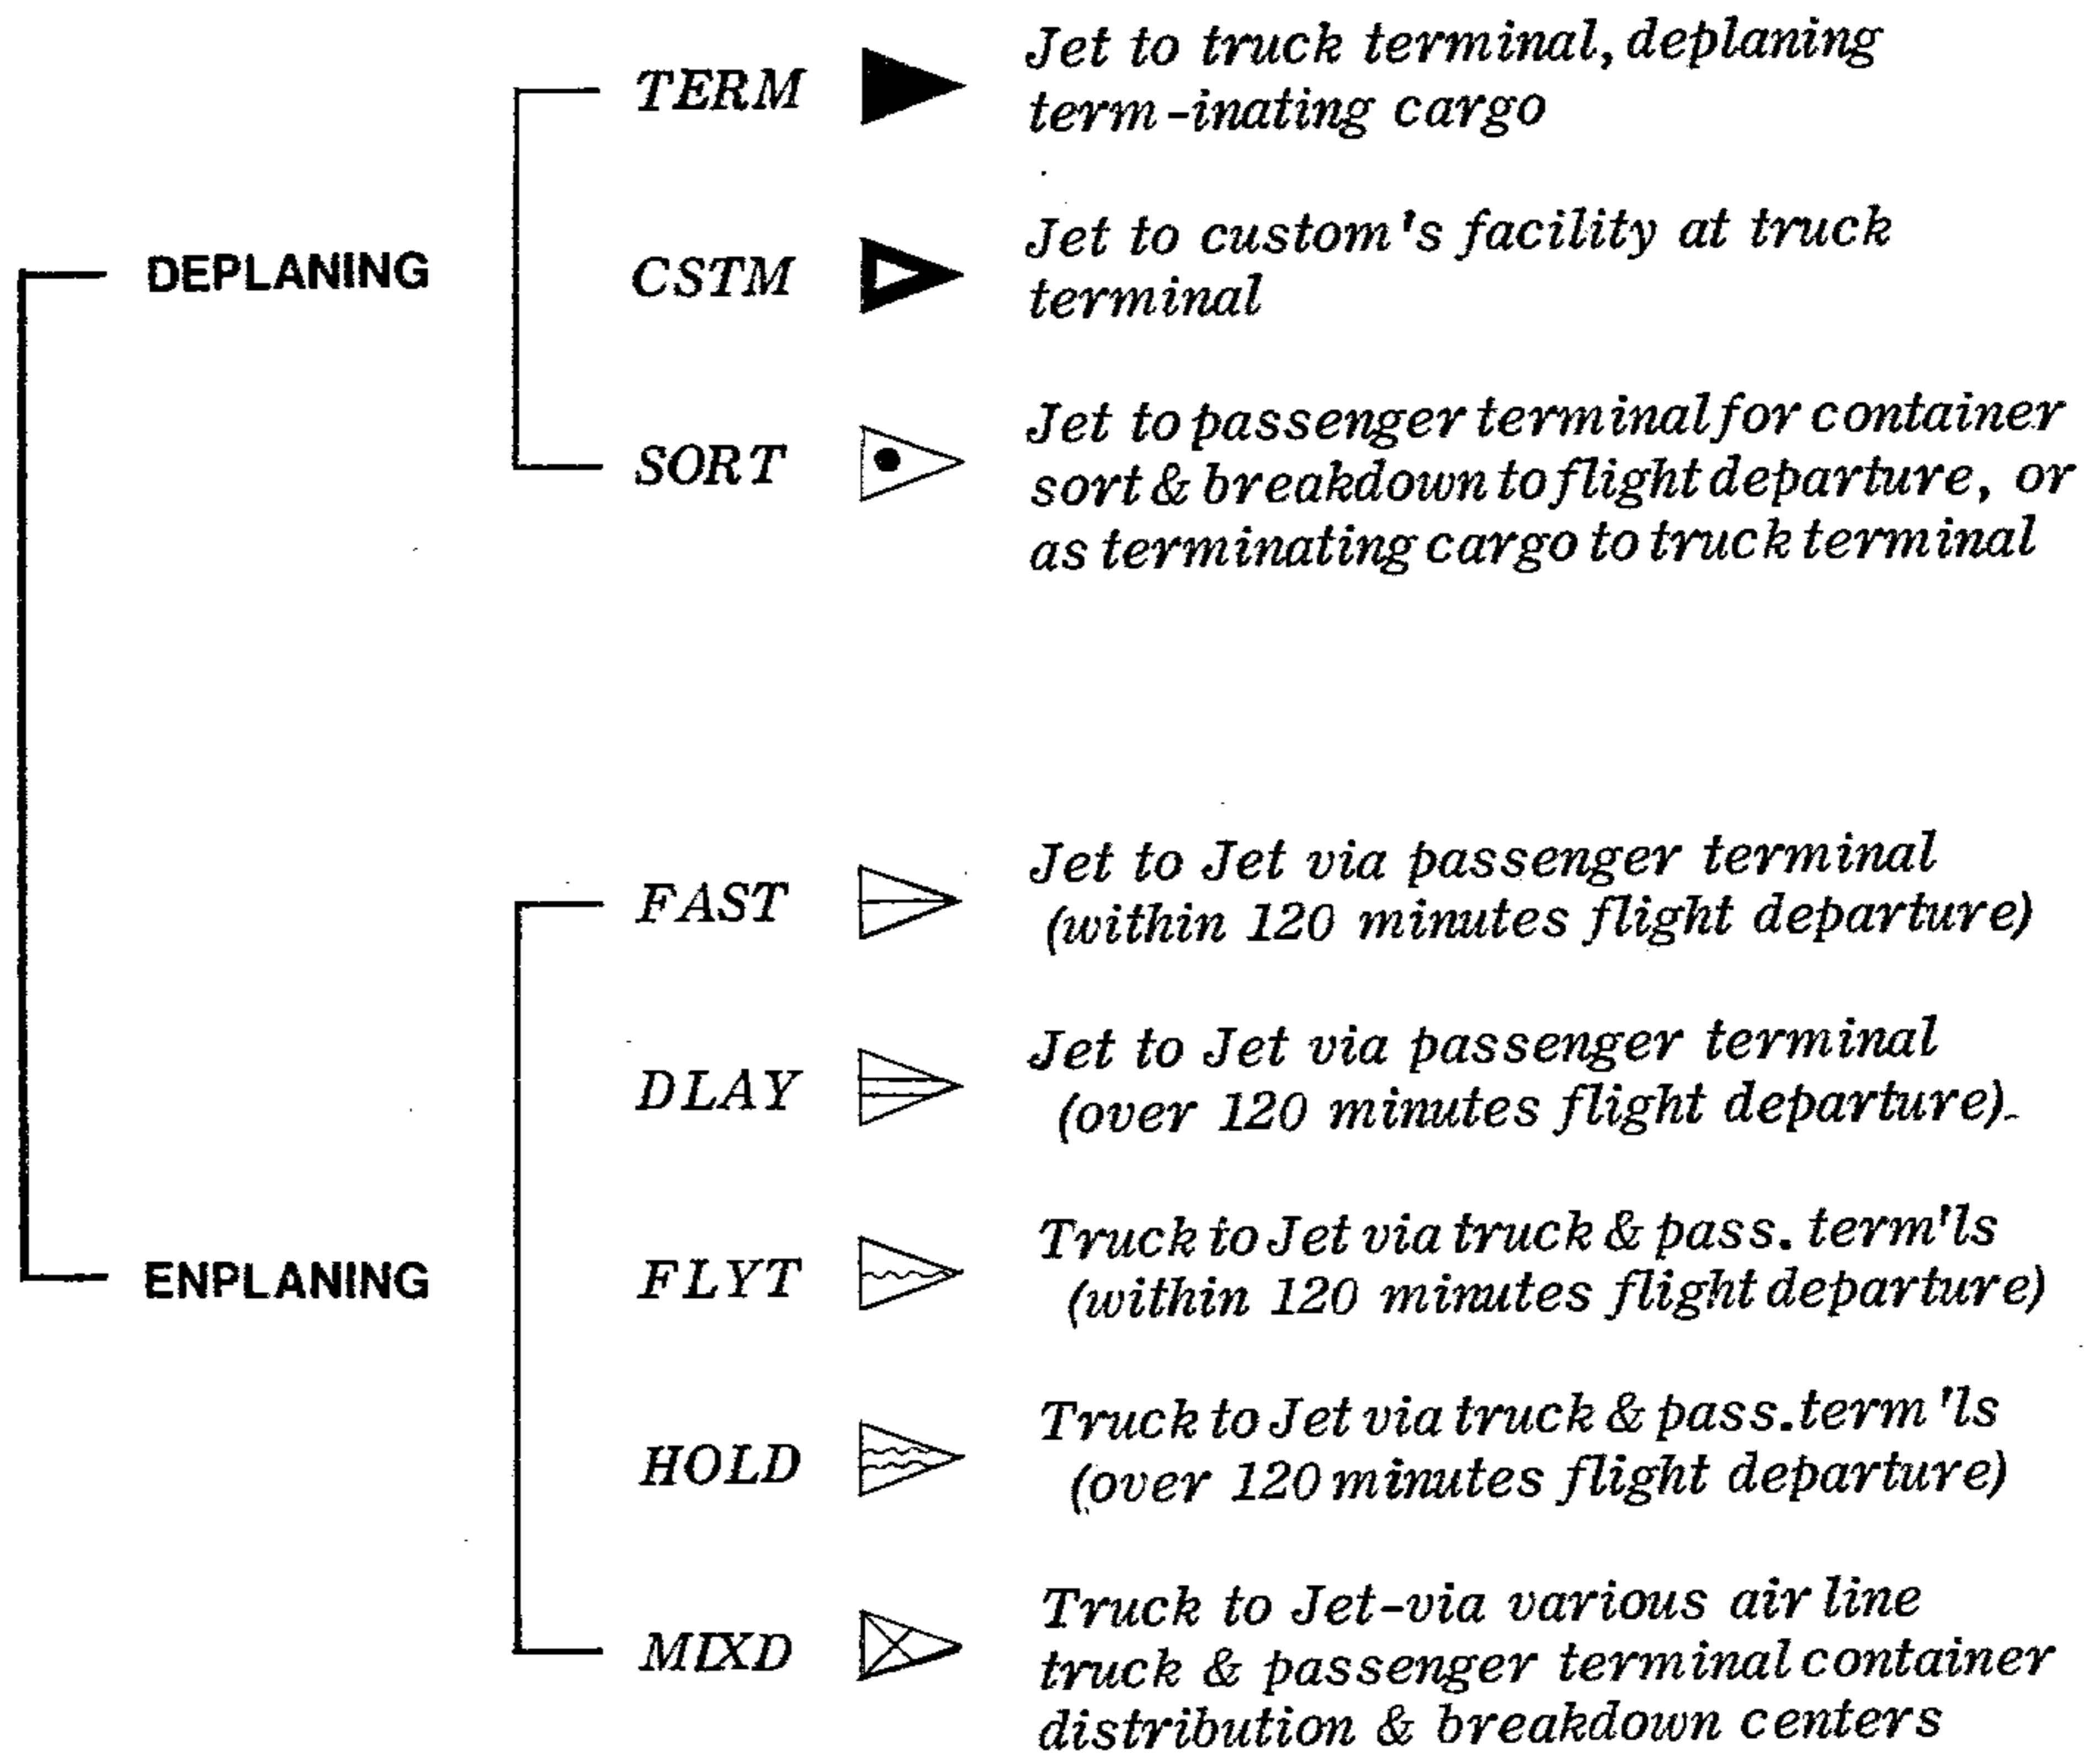 TERM
Jet to truck terminal, deplaning
term-inating cargo
DEPLANING
CSTM
Jet to custom's facility at truck
terminal
SORT
Jet to passenger terminal for container
sort & breakdown to flight departure, or
as terminating cargo to truck terminal
FAST
Jet to Jet via passenger terminal
(within 120 minutes flight departure)
DLAY
Jet to Jet via passenger terminal
(over 120 minutes flight departure)
ENPLANING
FLYT
Truck to Jet via truck & pass. term'ls
(within 120 minutes flight departure)
HOLD
Truck to Jet via truck & pass. term'ls
(over 120 minutes flight departure)
MIXD
Truck to Jet-via various air line
truck & passenger terminal container
distribution & breakdown centers